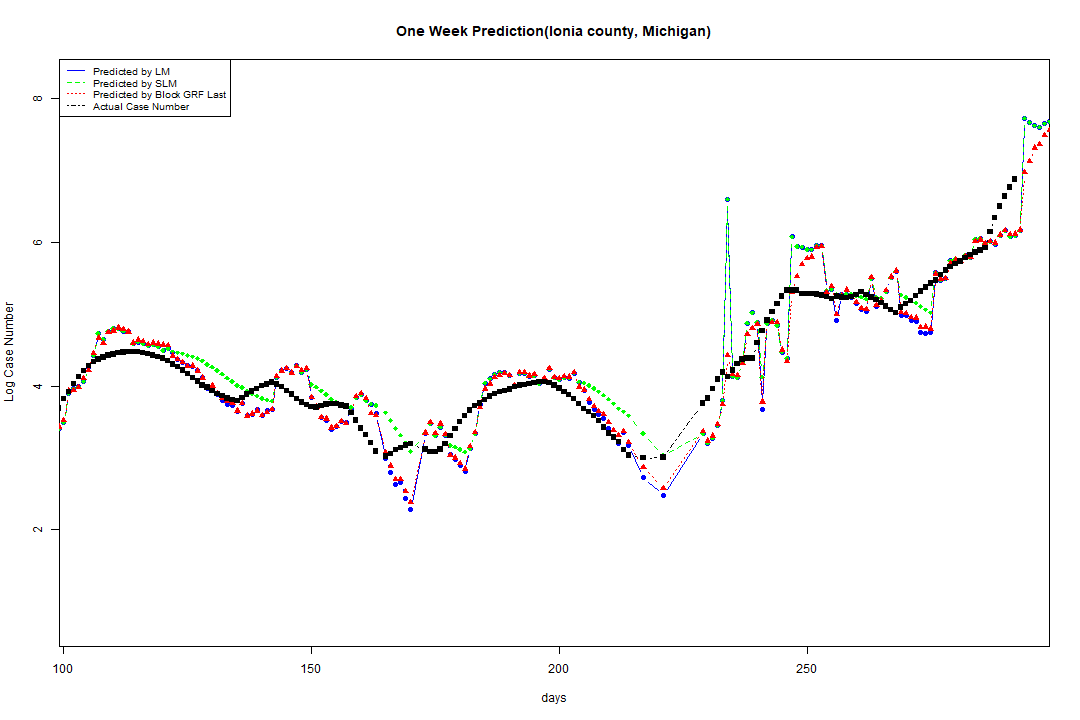 One Week Prediction(Ionia county, Michigan)
Predicted by LM
Predicted by SLM
Predicted by Block GRF Last
Actual Case Number
8
6
4
2
Log Case Number
100
150
200
250
days